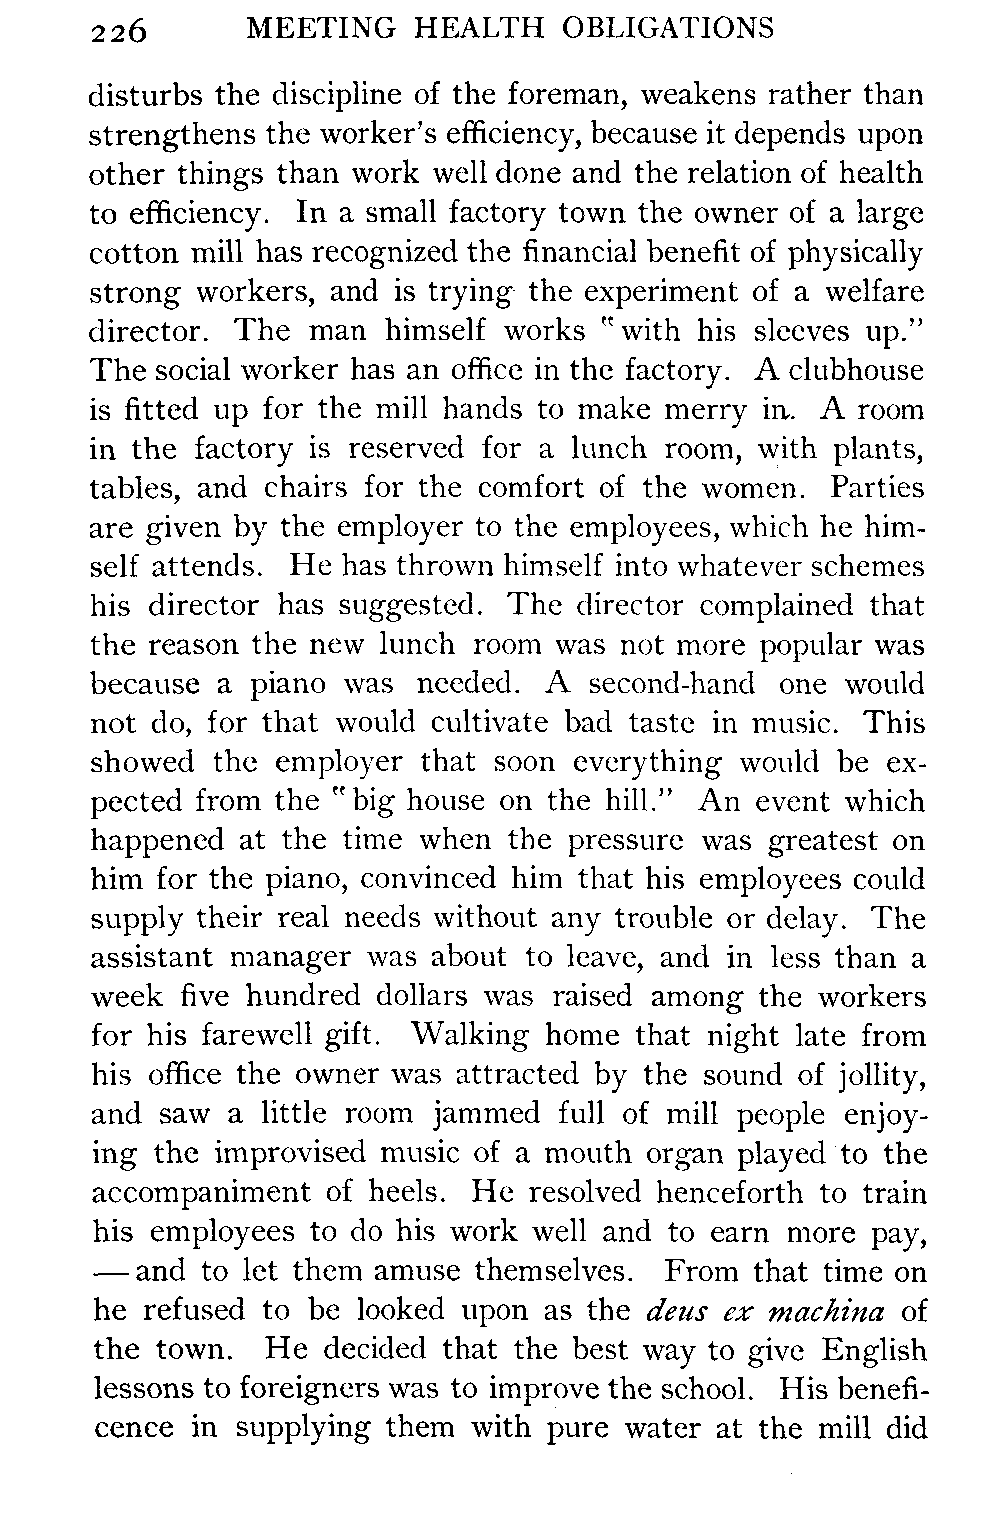 226 MEETING HEALTH OBLIGATIONS
disturbs the discipline of the foreman, weakens rather than
strengthens the worker's efficiency, because it depends upon
other things than work well done and the relation of health
to efficiency. In a small factory town the owner of a large
cotton mill has recognized the financial benefit of physically
strong workers, and is trying the experiment of a welfare
director. The man himself works "with his sleeves up."
The social worker has an office in the factory. A clubhouse
is fitted up for the mill hands to make merry in. A room
in the factory is reserved for a lunch room, with plants,
tables, and chairs for the comfort of the women. Parties
are given by the employer to the employees, which he him-
self attends. He has thrown himself into whatever schemes
his director has suggested. The director complained that
the reason the new lunch room was not more popular was
because a piano was needed. A second-hand one would
not do, for that would cultivate bad taste in music. This
showed the employer that soon everything would be ex-
pected from the "big house on the hill." An event which
happened at the time when the pressure was greatest on
him for the piano, convinced him that his employees could
supply their real needs without any trouble or delay. The
assistant manager was about to leave, and in less than a
week five hundred dollars was raised among the workers
for his farewell gift. Walking home that night late from
his office the owner was attracted by the sound of jollity,
and saw a little room jammed full of mill people enjoy-
ing the improvised music of a mouth organ played to the
accompaniment of heels. He resolved henceforth to train
his employees to do his work well and to earn more pay,
— and to let them amuse themselves. From that time on
he refused to be looked upon as the deus ex machina of
the town. He decided that the best way to give English
lessons to foreigners was to improve the school. His benefi-
cence in supplying them with pure water at the mill did